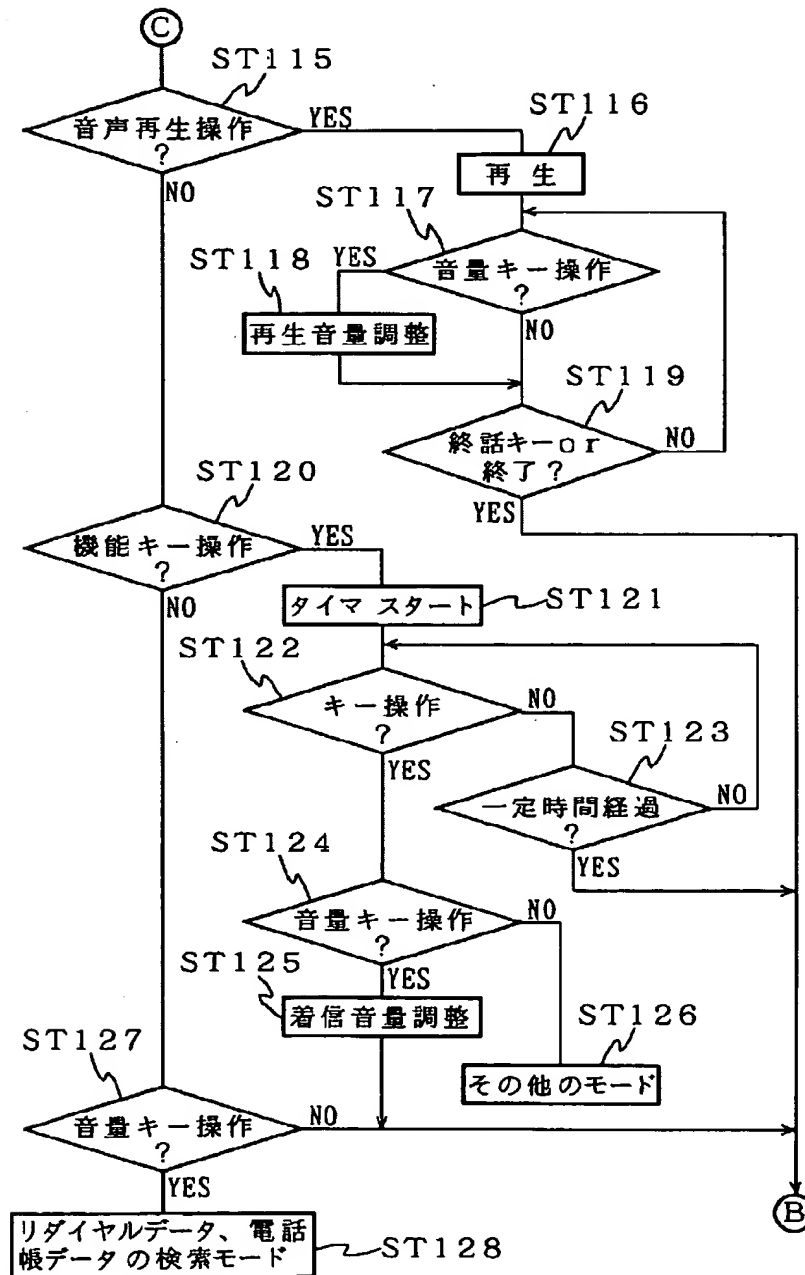 C
ST115
音声再生操作
?
YES
NO
ST116
再生
ST117
音量キー操作
?
YES
NO
ST118
再生音量調整
ST119
終話キーor
終了?
NO
YES
ST120
機能キー操作
?
YES
NO
タイマ スタート
ST121
ST122
キー操作
?
NO
YES
ST123
一定時間経過
?
NO
YES
ST124
音量キー操作
?
NO
YES
ST125
着信音量調整
ST126
その他のモード
ST127
音量キー操作
?
NO
YES
B
リダイヤルデータ、電話
帳データの検索モード
ST128